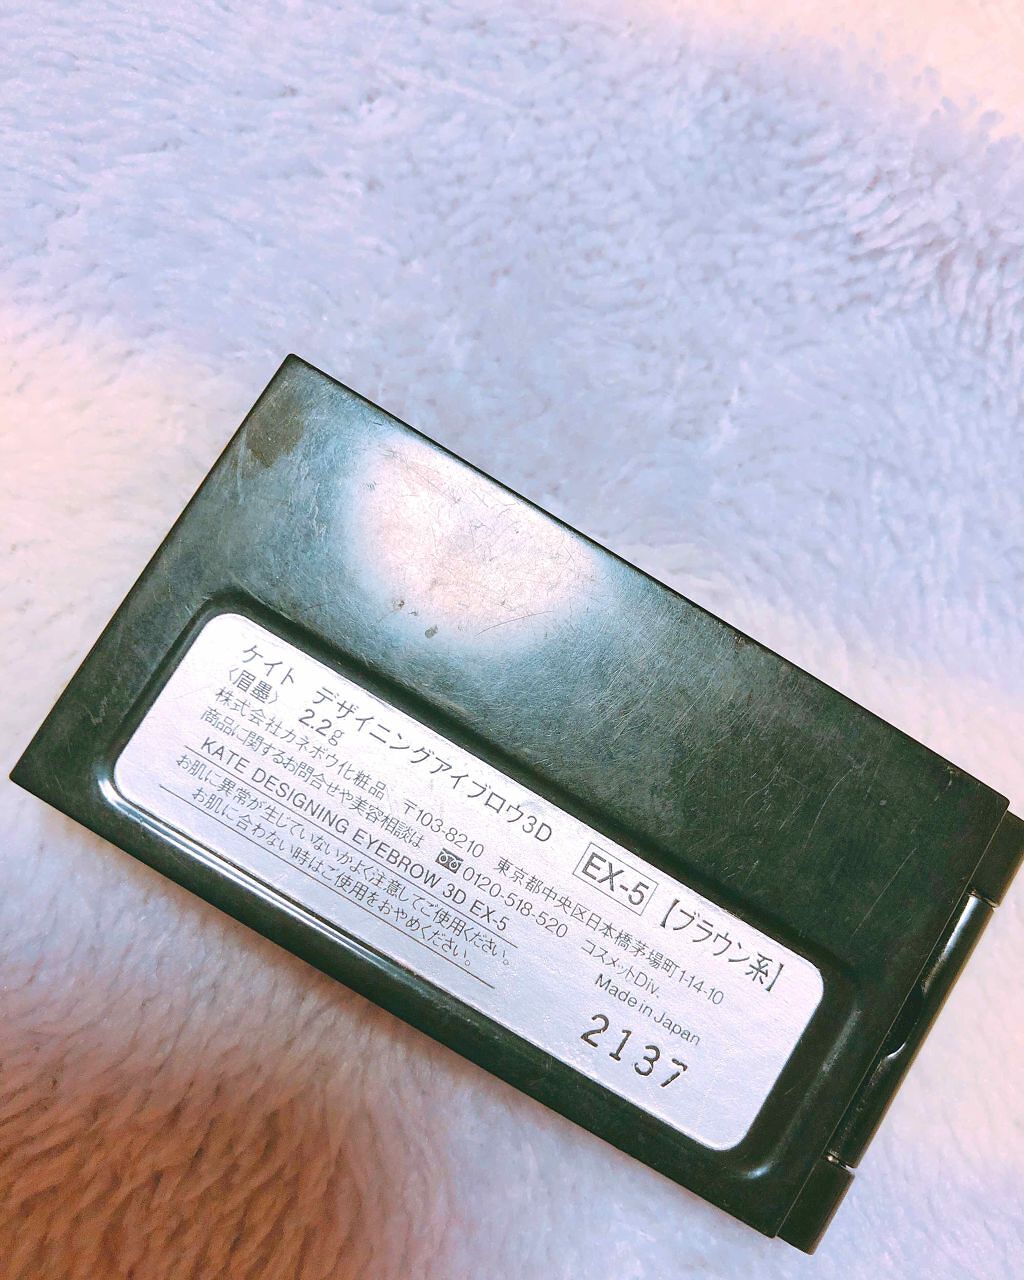 ケイト デザイニングアイブロウ3D EX-5 【ブラウン系】
〈眉墨〉 2.2g
株式会社カネボウ化粧品 〒103-8210 東京都中央区日本橋茅場町1-14-10
商品に関するお問合せや美容相談は 0120-518-520 コスメットDiv.
KATE DESIGNING EYEBROW 3D EX-5 Made in Japan
お肌に異常が生じていないかよく注意してご使用ください。
お肌に合わない時はご使用をおやめください。
2137